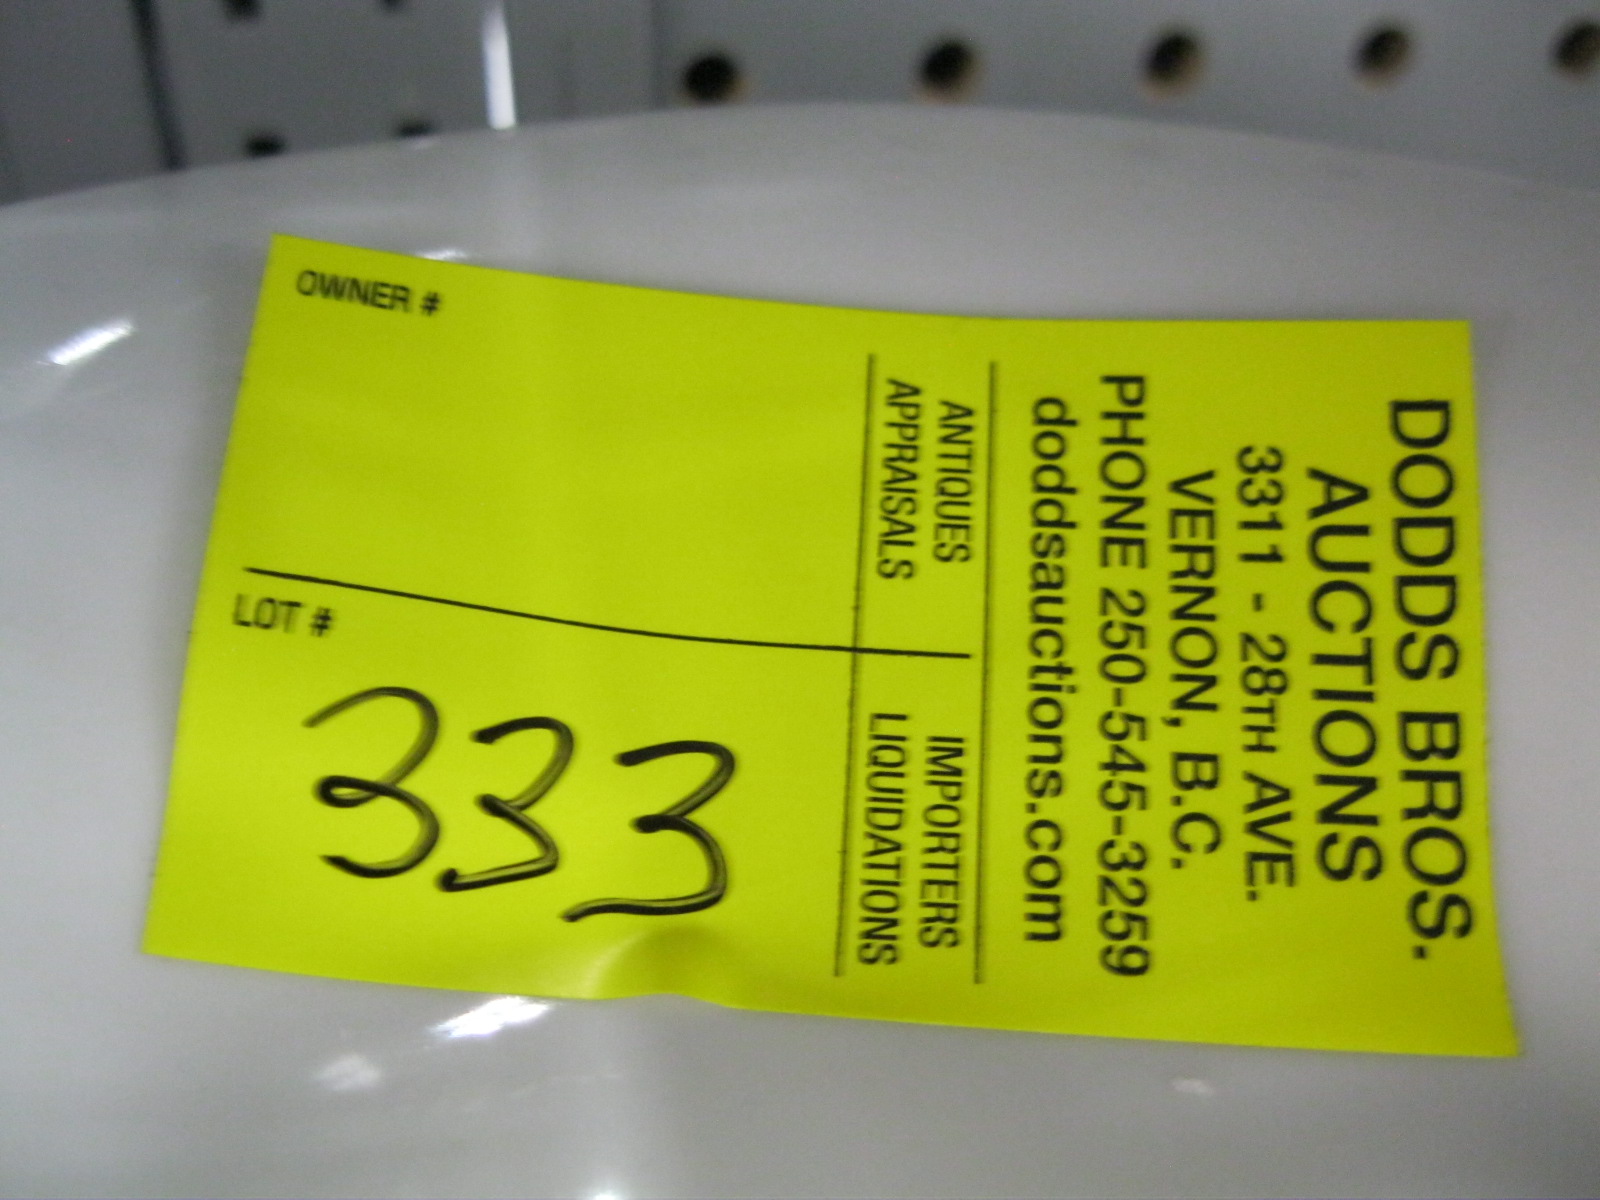 DODDS BROS.
AUCTIONS
3311 - 28TH AVE.
VERNON, B.C.
PHONE 250-545-3259
doddsauctions.com
ANTIQUES
APPRAISALS
IMPORTERS
LIQUIDATIONS
OWNER #
LOT #
333